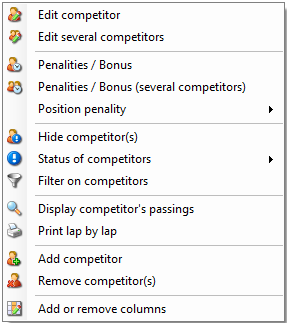 Edit competitor
Edit several competitors
Penalities / Bonus
Penalities / Bonus (several competitors)
Position penality
Hide competitor(s)
Status of competitors
Filter on competitors
Display competitor's passings
Print lap by lap
Add competitor
Remove competitor(s)
Add or remove columns